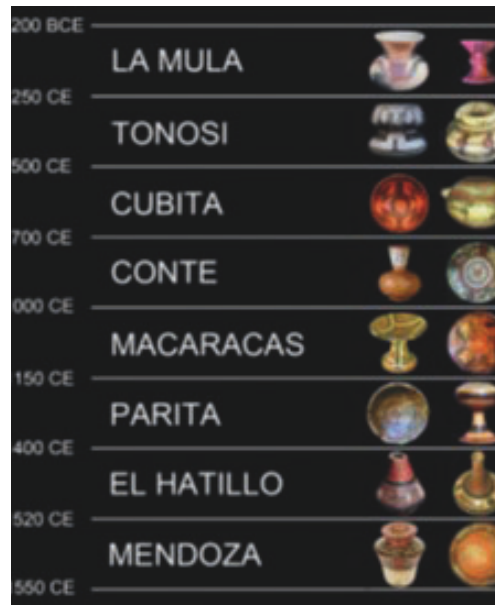 200 BCE
LA MULA
250 CE
TONOSI
500 CE
CUBITA
700 CE
CONTE
000 CE
MACARACAS
150 CE
PARITA
400 CE
EL HATILLO
520 CE
MENDOZA
550 CE